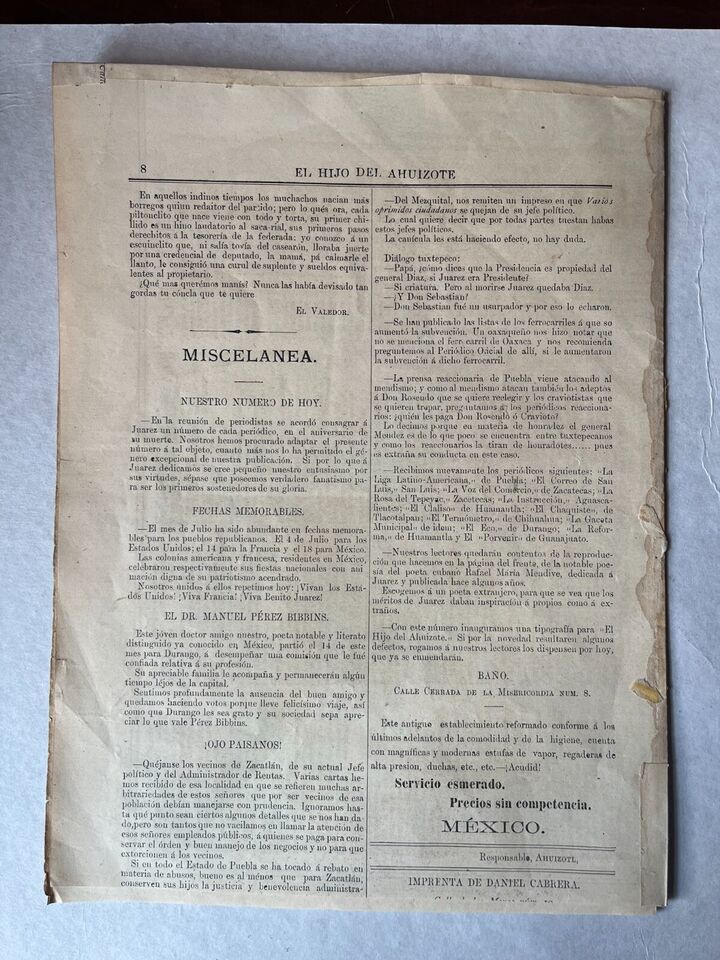 8
EL HIJO DEL AHUIZOTE
En aquellos indinos tiempos los muchachos nacian más
borregos quiun redaitor del partido; pero lo qués ora, cada
piltonclito que nace viene con todo y torta, su primer chi-
llido es un hino laudatorio al saca-rial, sus primeros pasos
derechitos á la tesorería de la federada: yo conozco á un
escuinclito que, ni salía tovía del casearón, lloraba juerte
por una credencial de deputado, la mamá, pá calmarle el
llanto, le consiguió una curul de suplente y sueldos equiva-
lentes al propietario.
¿Qué mas querémos manís? Nunca las había devisado tan
gordas tu cóncla que te quiere
EL VALEDOR.
MISCELANEA.
NUESTRO NUMERO DE HOY.
—En la reunión de periodistas se acordó consagrar á
Juarez un número de cada periódico, en el aniversario de
su muerte. Nosotros hemos procurado adaptar el presente
número á tal objeto, cuanto más nos lo ha permitido el gé-
nero excepcional de nuestra publicación. Si por lo que á
Juarez dedicamos se cree pequeño nuestro entusiasmo por
sus virtudes, sépase que poseemos verdadero fanatismo pa-
ra ser los primeros sostenedores de su gloria.
FECHAS MEMORABLES.
—El mes de Julio ha sido abundante en fechas memora-
bles para los pueblos republicanos. El 4 de Julio para los
Estados Unidos; el 14 para la Francia y el 18 para México.
Las colonias americana y francesa, residentes en México,
celebraron respectivamente sus fiestas nacionales con ani
mación digna de su patriotismo acendrado.
Nosotros unidos á ellos repetimos hoy: ¡Vivan los Esta-
dos Unidos! ¡Viva Francia! ¡Viva Benito Juarez!
EL DR. MANUEL PÉREZ BIBBINS.
Este jóven doctor amigo nuestro, poeta notable y literato
distinguido ya conocido en México, partió el 14 de este
mes para Durango, á desempeñar una comisión que le fué
confiada relativa á su profesión.
Su apreciable familia le acompaña y permanecerán algún
tiempo léjos de la capital.
Sentimos profundamente la ausencia del buen amigo y
quedamos haciendo votos porque lleve felicísimo viaje, así
como que Durango les sea grato y su sociedad sepa apre-
ciar lo que vale Pérez Bibbins.
¡OJO PAISANOS!
—Quéjanse los vecinos de Zacatlán, de su actual Jefe
político y del Administrador de Rentas. Varias cartas he-
mos recibido de esa localidad en que se refieren muchas ar-
bitrariedades de estos señores que por ser vecinos de esa
población debían manejarse con prudencia. Ignoramos has-
ta qué punto sean ciertos algunos detalles que se nos han da-
do, pero son tantos que no vacilamos en llamar la atención de
esos señores empleados públicos, á quienes se paga para con-
servar el órden y buen manejo de los negocios y no para que
extorcionen á los vecinos.
Si en todo el Estado de Puebla se ha tocado á rebato en
materia de abusos, bueno es al ménos que para Zacatlán,
conserven sus hijos la justicia y benevolencia administra-
—Del Mezquital, nos remiten un impreso en que Varios
oprimidos ciudadanos se quejan de su jefe político.
Lo cual quiere decir que por todas partes tuestan habas
estos jefes políticos.
La canícula les está haciendo efecto, no hay duda.
Diálogo tuxtepeco:
—Papá, ¿cómo dices que la Presidencia es propiedad del
general Diaz, si Juarez era Presidente?
—Si criatura. Pero al morirse Juarez quedaba Diaz.
—¿Y Don Sebastian?
—Don Sebastian fué un usurpador y por eso lo echaron.
—Se han publicado las listas de los ferrocarriles á que so
aumentó la subvención. Un oaxaqueño nos hizo notar que
no se menciona el ferrocarril de Oaxaca y nos recomienda
preguntemos al Periódico Oficial de allí, si le aumentaron
la subvención á dicho ferrocarril.
—La prensa reaccionaria de Puebla viene atacando al
mendismo; y como al mendismo atacan también los adeptos
á Don Rosendo que se quiere reelegir y los craviotistas que
se quieren trepar, preguntamos á los periódicos reacciona-
rios: ¿quién les paga Don Rosendo ó Cravioto?
Lo decimos porque en materia de honradez el general
Mendez es de lo que poco se encuentra entre tuxtepecanos
y como los reaccionarios la tiran de honradotes..... pues
es extraña su conducta en este caso.
—Recibimos nuevamente los periódicos siguientes: «La
Liga Latino-Americana,» de Puebla; «El Correo de San
Luis,» San Luis; «La Voz del Comercio,» de Zacatecas; «La
Rosa del Tepeyac,» Zacetecas; «La Instrucción,» Aguasca-
lientes; «El Claliso» de Huamantla; «El Chaquiste», de
Tlacotalpan; «El Termómetro,» de Chihuahua; «La Gaceta
Municipal» de idem; «El Eco,» de Durango; «La Refor-
ma,» de Huamantla y El «Porvenir» de Guanajuato.
—Nuestros lectores quedarán contentos de la reproduc-
ción que hacemos en la página del frente, de la notable poe-
sía del poeta cubano Rafael María Mendive, dedicada á
Juarez y publicada hace algunos años.
Escogemos á un poeta extranjero, para que se vea que los
méritos de Juarez daban inspiración á propios como á ex-
traños.
—Con este número inauguramos una tipografía para «El
Hijo del Ahuizote.» Si por la novedad resultaren algunos
defectos, rogamos á nuestros lectores los dispensen por hoy,
que ya se enmendarán.
BAÑO.
CALLE CERRADA DE LA MISERICORDIA NUM. 8.
Este antiguo establecimiento reformado conforme á los
últimos adelantos de la comodidad y de la higiene, cuenta
con magníficas y modernas estufas de vapor, regaderas de
alta presion, duchas, etc., etc.—¡Acudid!
Servicio esmerado.
Precios sin competencia.
MÉXICO.
Responsable, AHUIZOTL,
IMPRENTA DE DANIEL CABRERA.